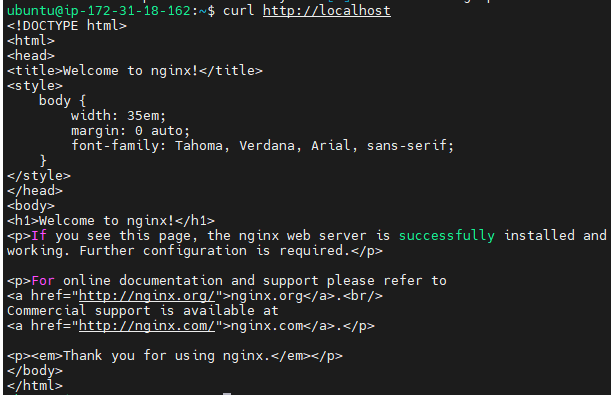 ubuntu@ip-172-31-18-162:~$ curl http://localhost
<!DOCTYPE html>
<html>
<head>
<title>Welcome to nginx!</title>
<style>
    body {
        width: 35em;
        margin: 0 auto;
        font-family: Tahoma, Verdana, Arial, sans-serif;
    }
</style>
</head>
<body>
<h1>Welcome to nginx!</h1>
<p>If you see this page, the nginx web server is successfully installed and
working. Further configuration is required.</p>

<p>For online documentation and support please refer to
<a href="http://nginx.org/">nginx.org</a>.<br/>
Commercial support is available at
<a href="http://nginx.com/">nginx.com</a>.</p>

<p><em>Thank you for using nginx.</em></p>
</body>
</html>